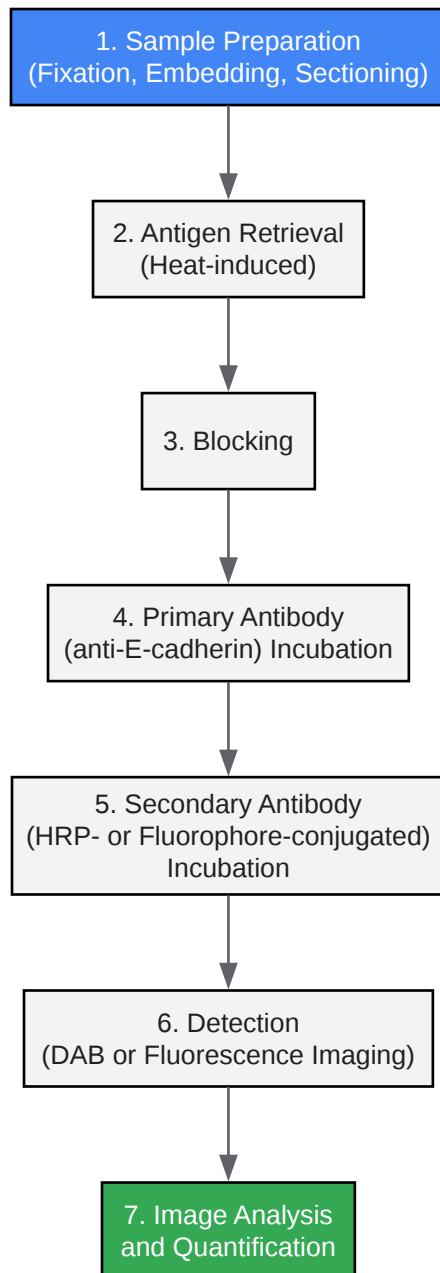 1. Sample Preparation
(Fixation, Embedding, Sectioning)
2. Antigen Retrieval
(Heat-induced)
3. Blocking
4. Primary Antibody
(anti-E-cadherin) Incubation
5. Secondary Antibody
(HRP- or Fluorophore-conjugated)
Incubation
6. Detection
(DAB or Fluorescence Imaging)
7. Image Analysis
and Quantification